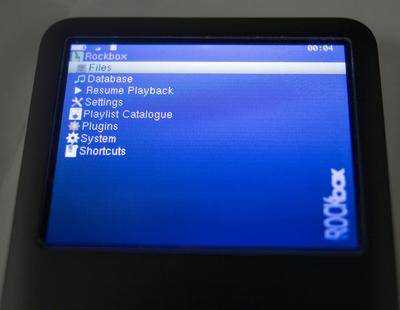 00:04
Rockbox
Files
Database
Resume Playback
Settings
Playlist Catalogue
Plugins
System
Shortcuts
ROCKbox